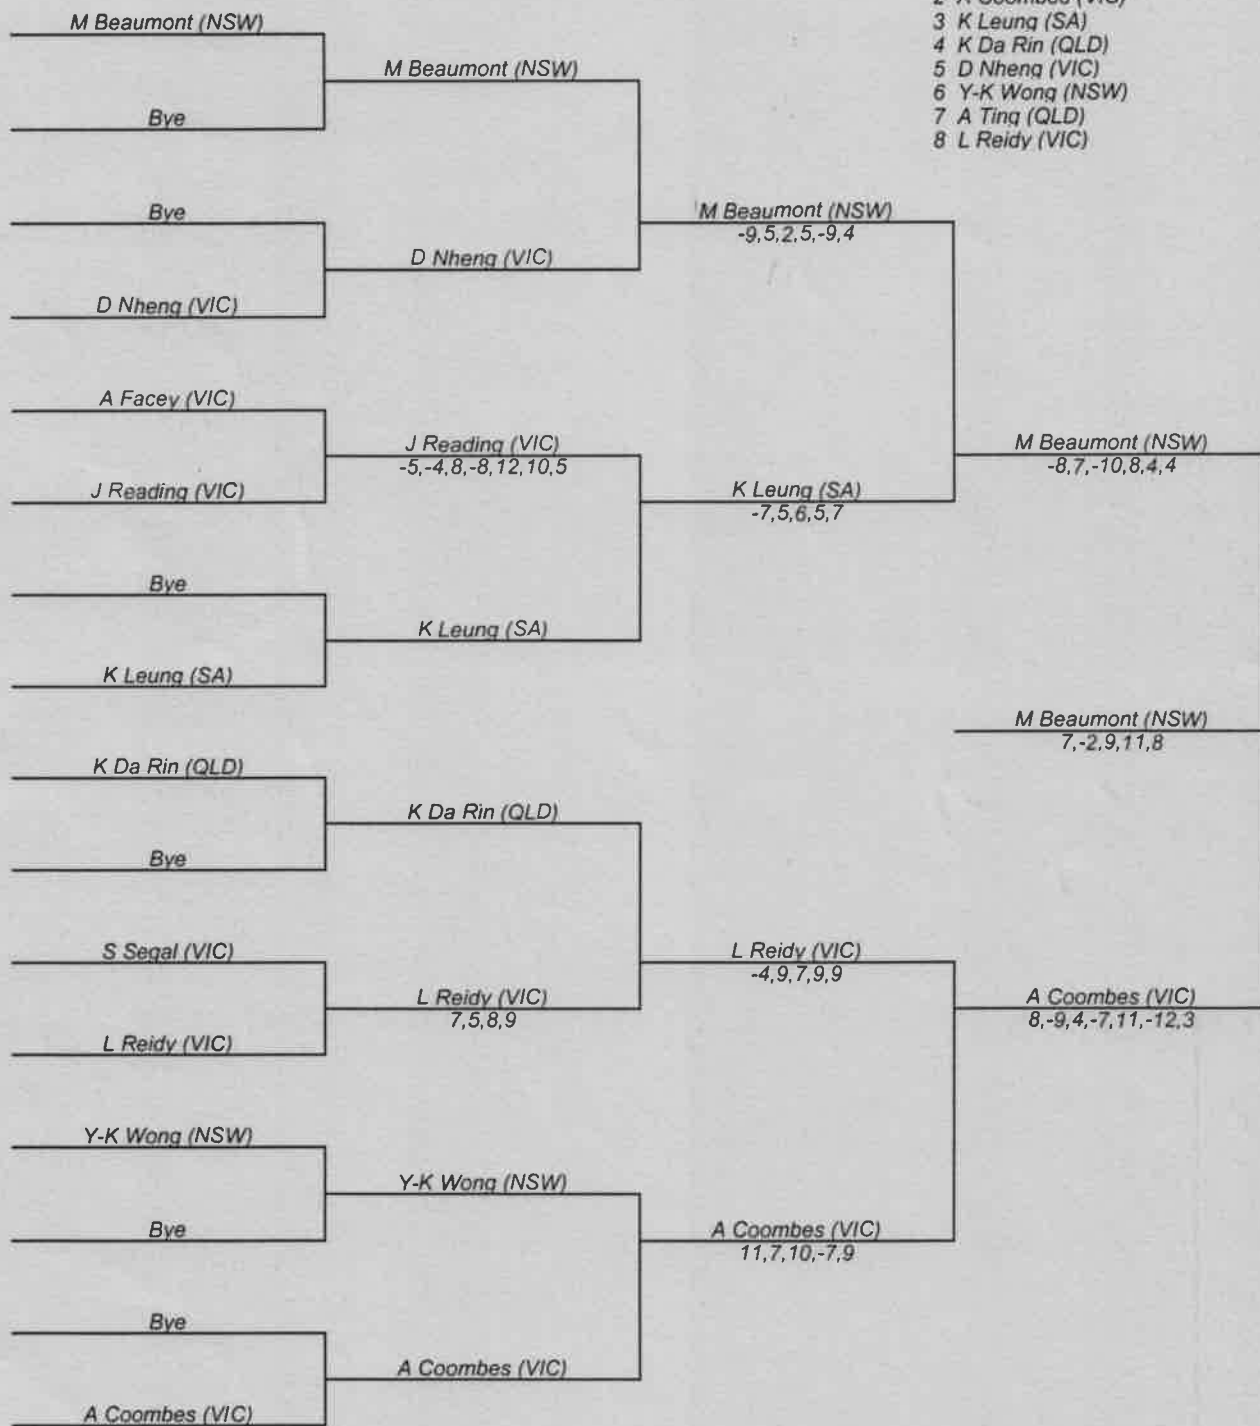 2 A Coombes (VIC)
3 K Leung (SA)
4 K Da Rin (QLD)
5 D Nheng (VIC)
6 Y-K Wong (NSW)
7 A Ting (QLD)
8 L Reidy (VIC)
M Beaumont (NSW)
Bye
Bye
D Nheng (VIC)
A Facey (VIC)
J Reading (VIC)
Bye
K Leung (SA)
K Da Rin (QLD)
Bye
S Segal (VIC)
L Reidy (VIC)
Y-K Wong (NSW)
Bye
Bye
A Coombes (VIC)
M Beaumont (NSW)
D Nheng (VIC)
J Reading (VIC)
-5,-4,8,-8,12,10,5
K Leung (SA)
K Da Rin (QLD)
L Reidy (VIC)
7,5,8,9
Y-K Wong (NSW)
A Coombes (VIC)
M Beaumont (NSW)
-9,5,2,5,-9,4
K Leung (SA)
-7,5,6,5,7
L Reidy (VIC)
-4,9,7,9,9
A Coombes (VIC)
11,7,10,-7,9
M Beaumont (NSW)
-8,7,-10,8,4,4
M Beaumont (NSW)
7,-2,9,11,8
A Coombes (VIC)
8,-9,4,-7,11,-12,3